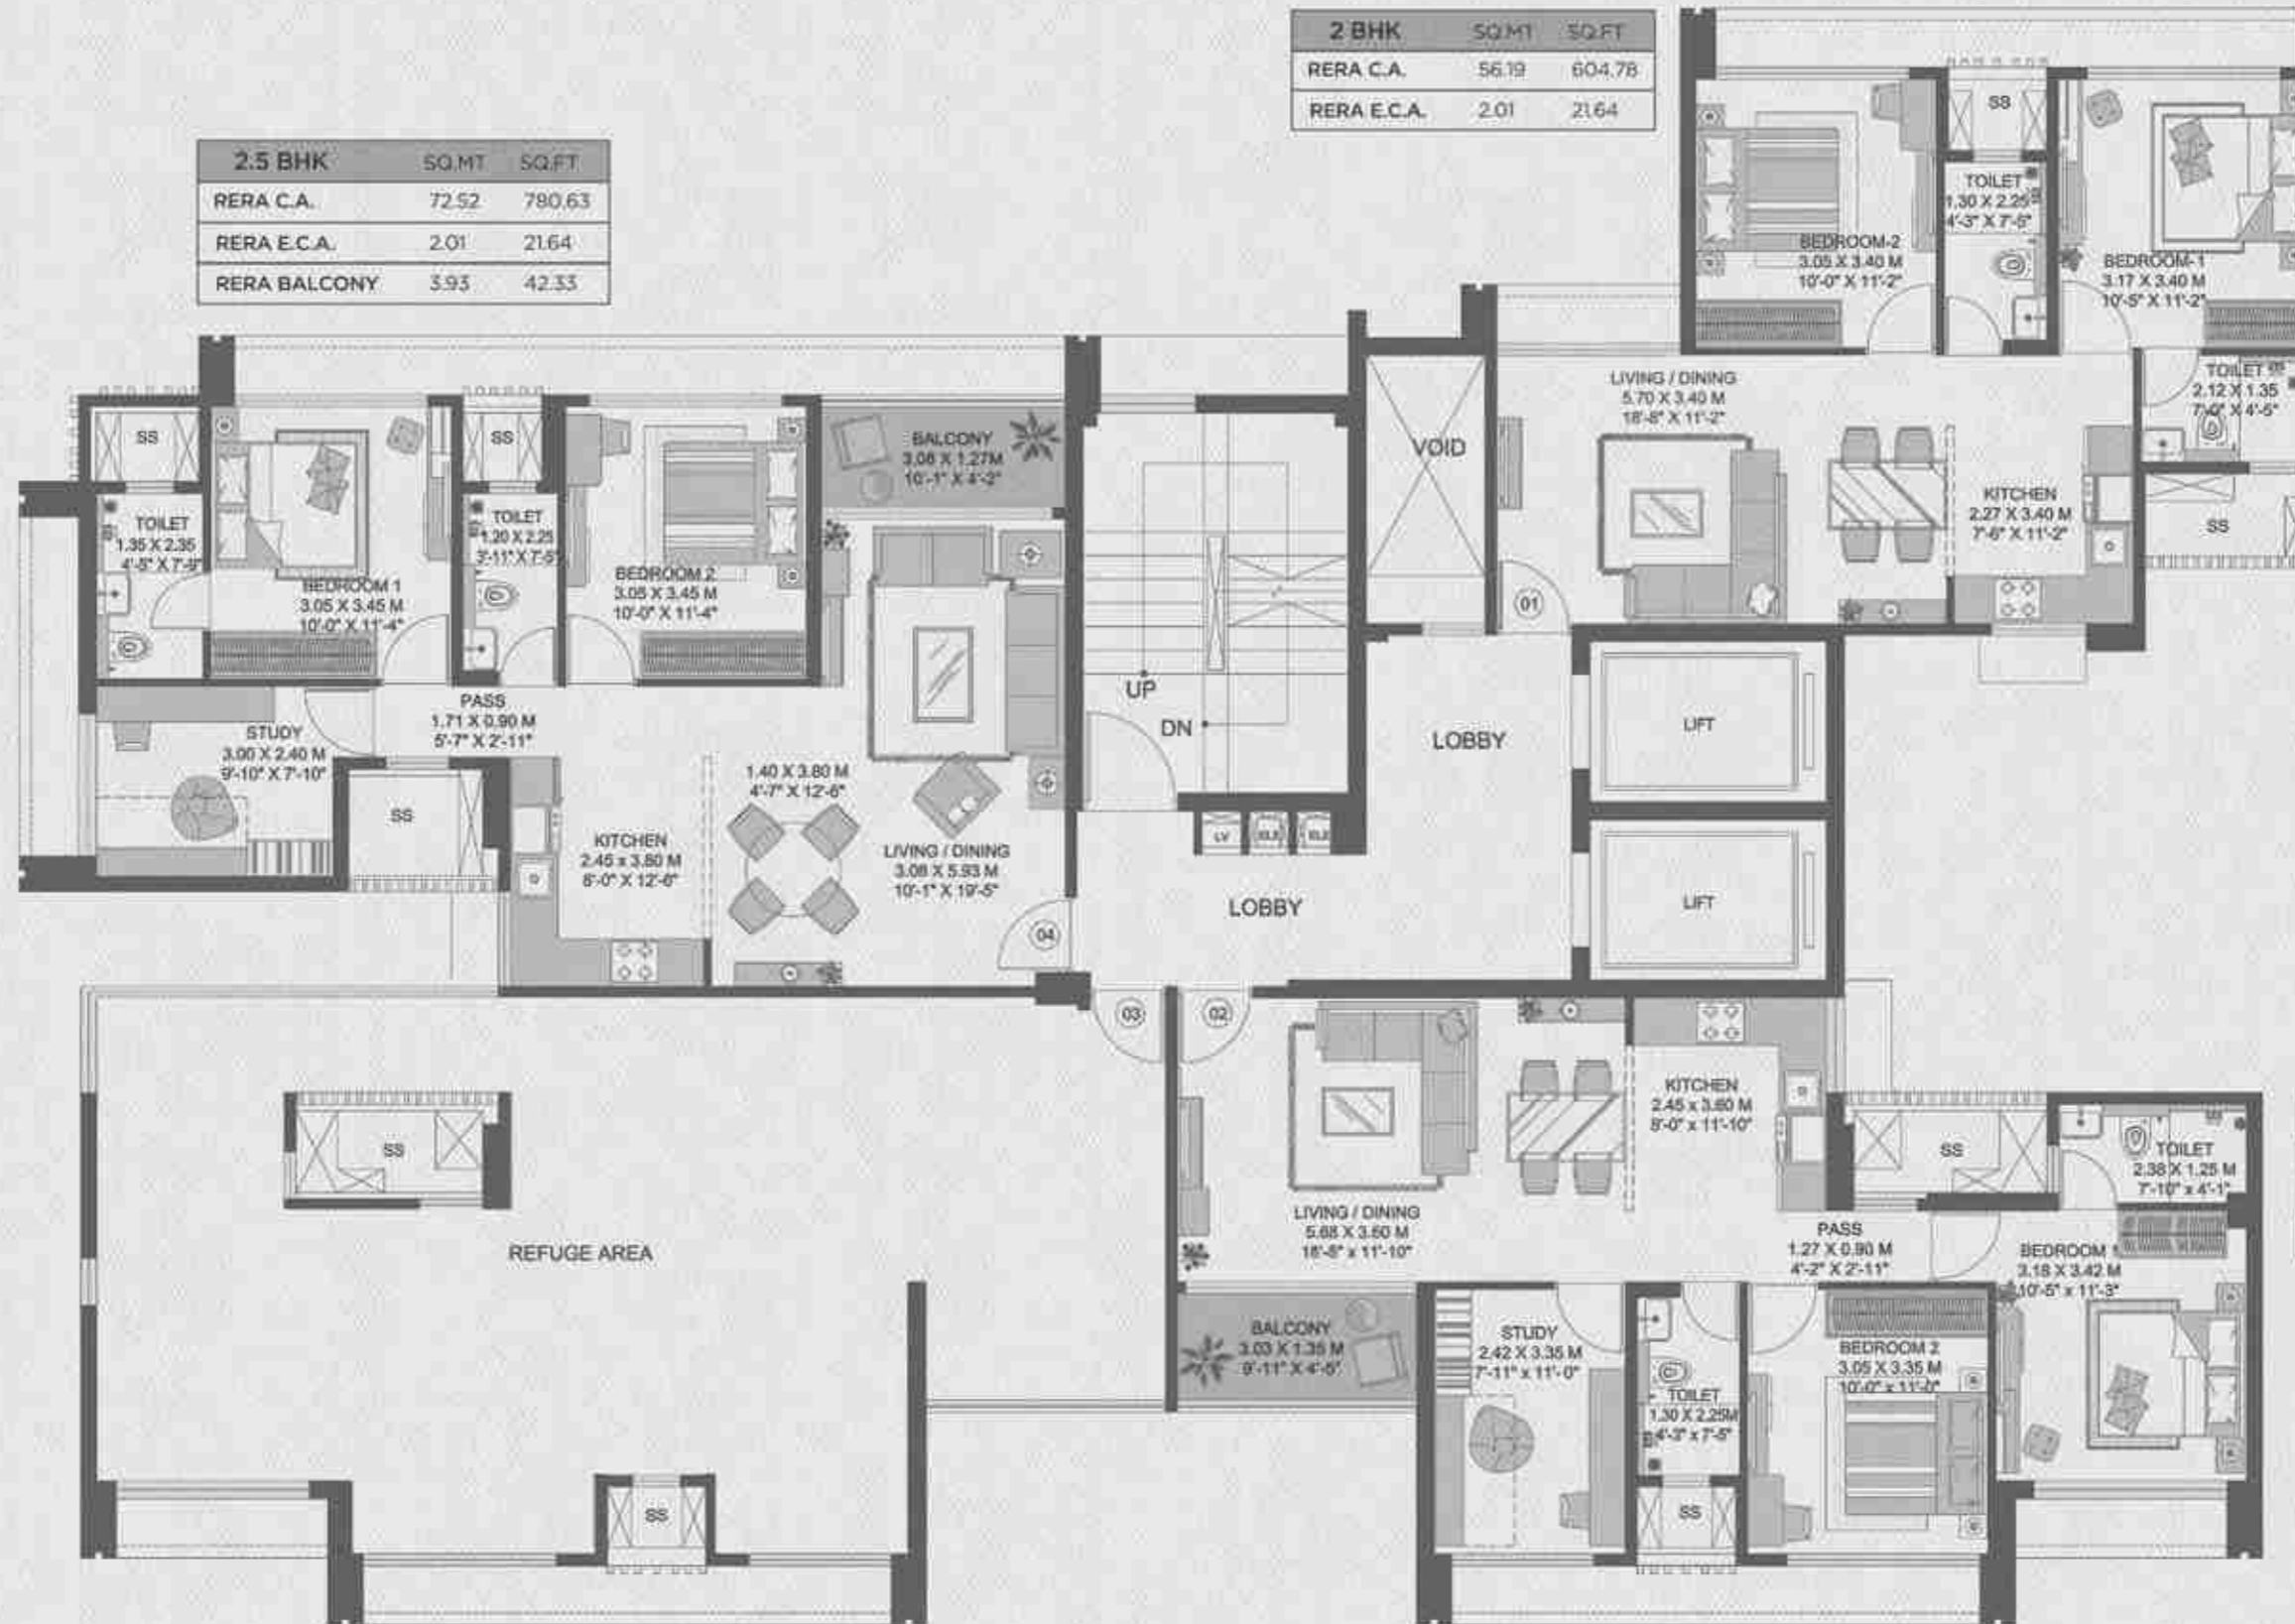 2 BHK SQ.MT SQ.FT
RERA C.A. 56.19 604.78
RERA E.C.A. 2.01 21.64
2.5 BHK SQ.MT SQ.FT
RERA C.A. 72.52 780.63
RERA E.C.A. 2.01 21.64
RERA BALCONY 3.93 42.33
SS
TOILET
1.30 X 2.25
4'-3" X 7'-5"
BEDROOM-2
3.05 X 3.40 M
10'-0" X 11'-2"
BEDROOM-1
3.17 X 3.40 M
10'-5" X 11'-2"
LIVING / DINING
5.70 X 3.40 M
18'-8" X 11'-2"
TOILET
2.12 X 1.35
7'-0" X 4'-5"
VOID
KITCHEN
2.27 X 3.40 M
7'-6" X 11'-2"
SS
01
SS
SS
BALCONY
3.08 X 1.27M
10'-1" X 4'-2"
TOILET
1.35 X 2.35
4'-5" X 7'-9"
TOILET
1.20 X 2.25
3'-11" X 7'-5"
BEDROOM 1
3.05 X 3.45 M
10'-0" X 11'-4"
BEDROOM 2
3.05 X 3.45 M
10'-0" X 11'-4"
UP
DN
PASS
1.71 X 0.90 M
5'-7" X 2'-11"
STUDY
3.00 X 2.40 M
9'-10" X 7'-10"
1.40 X 3.80 M
4'-7" X 12'-6"
SS
KITCHEN
2.45 x 3.80 M
8'-0" X 12'-6"
LIVING / DINING
3.08 X 5.93 M
10'-1" X 19'-5"
04
LOBBY
LIFT
LV
LOBBY
LIFT
03
02
SS
REFUGE AREA
SS
KITCHEN
2.45 x 3.60 M
8'-0" x 11'-10"
LIVING / DINING
5.68 X 3.60 M
18'-8" x 11'-10"
SS
TOILET
2.38 X 1.25 M
7'-10" x 4'-1"
PASS
1.27 X 0.90 M
4'-2" X 2'-11"
BEDROOM 1
3.18 X 3.42 M
10'-5" x 11'-3"
BALCONY
3.03 X 1.35 M
9'-11" X 4'-5"
STUDY
2.42 X 3.35 M
7'-11" x 11'-0"
TOILET
1.30 X 2.25M
4'-3" x 7'-5"
BEDROOM 2
3.05 X 3.35 M
10'-0" x 11'-0"
SS